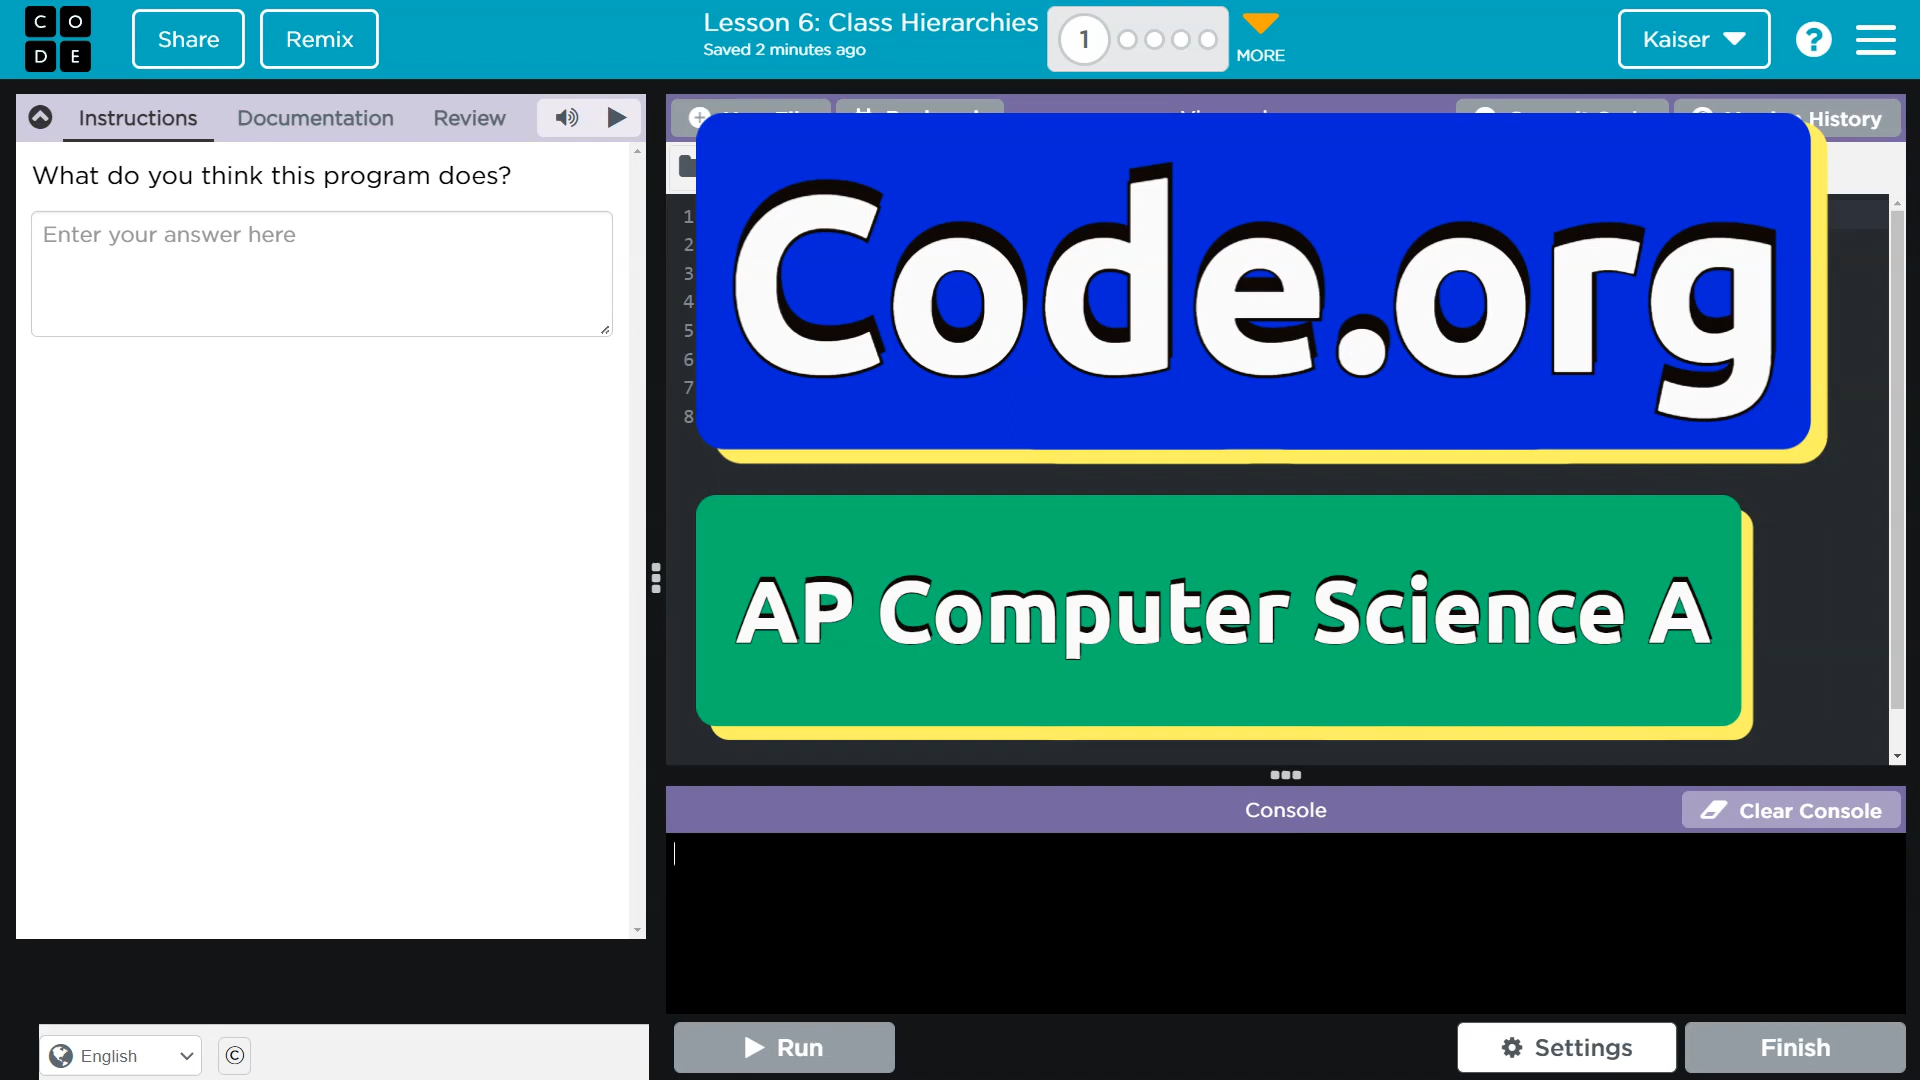 CODE
Share
Remix
Lesson 6: Class Hierarchies
Saved 2 minutes ago
1
MORE
Kaiser
?
Instructions
Documentation
Review
History
What do you think this program does?
Enter your answer here
1
2
3
4
5
6
7
8
Code.org
AP Computer Science A
Console
Clear Console
English
©
Run
Settings
Finish